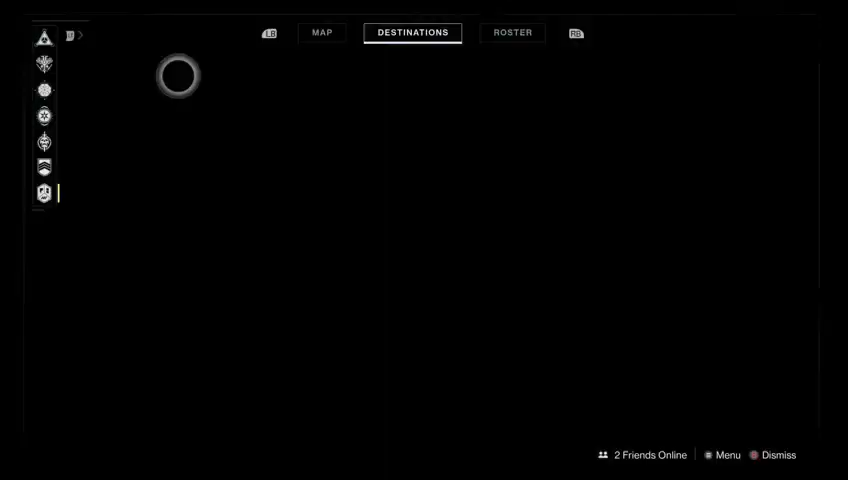 LB MAP DESTINATIONS ROSTER RB
2 Friends Online Menu Dismiss